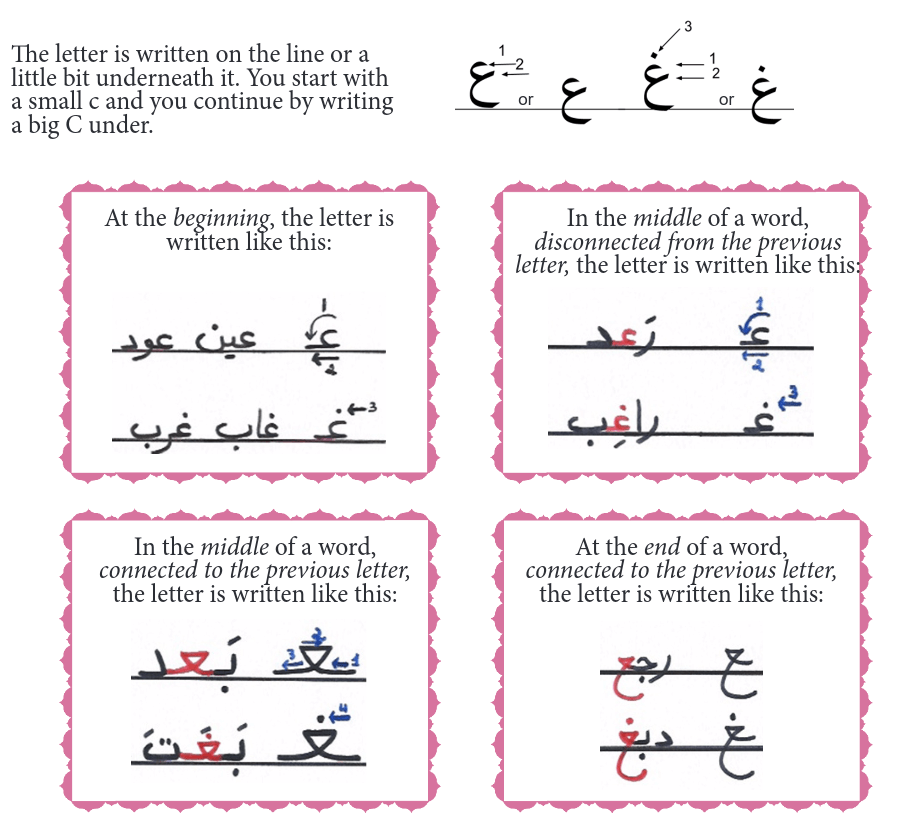 The letter is written on the line or a
little bit underneath it. You start with
a small c and you continue by writing
a big C under.
1
2
ع or ع
3
1
2
غ or غ
At the beginning, the letter is
written like this:
1
عـ عين عود
2
غـ غاب غرب
3
In the middle of a word,
disconnected from the previous
letter, the letter is written like this:
1
عـ رَعد
2
غـ راغِب
3
In the middle of a word,
connected to the previous letter,
the letter is written like this:
2
3 1
ـعـ بَعد
4
ـغـ بَغَتَ
At the end of a word,
connected to the previous letter,
the letter is written like this:
ـع رجع
ـغ دبغ